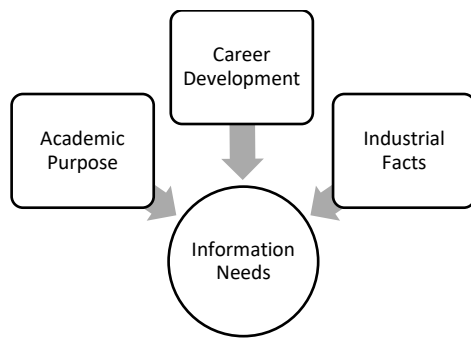 Career
Development
Academic
Purpose
Industrial
Facts
Information
Needs